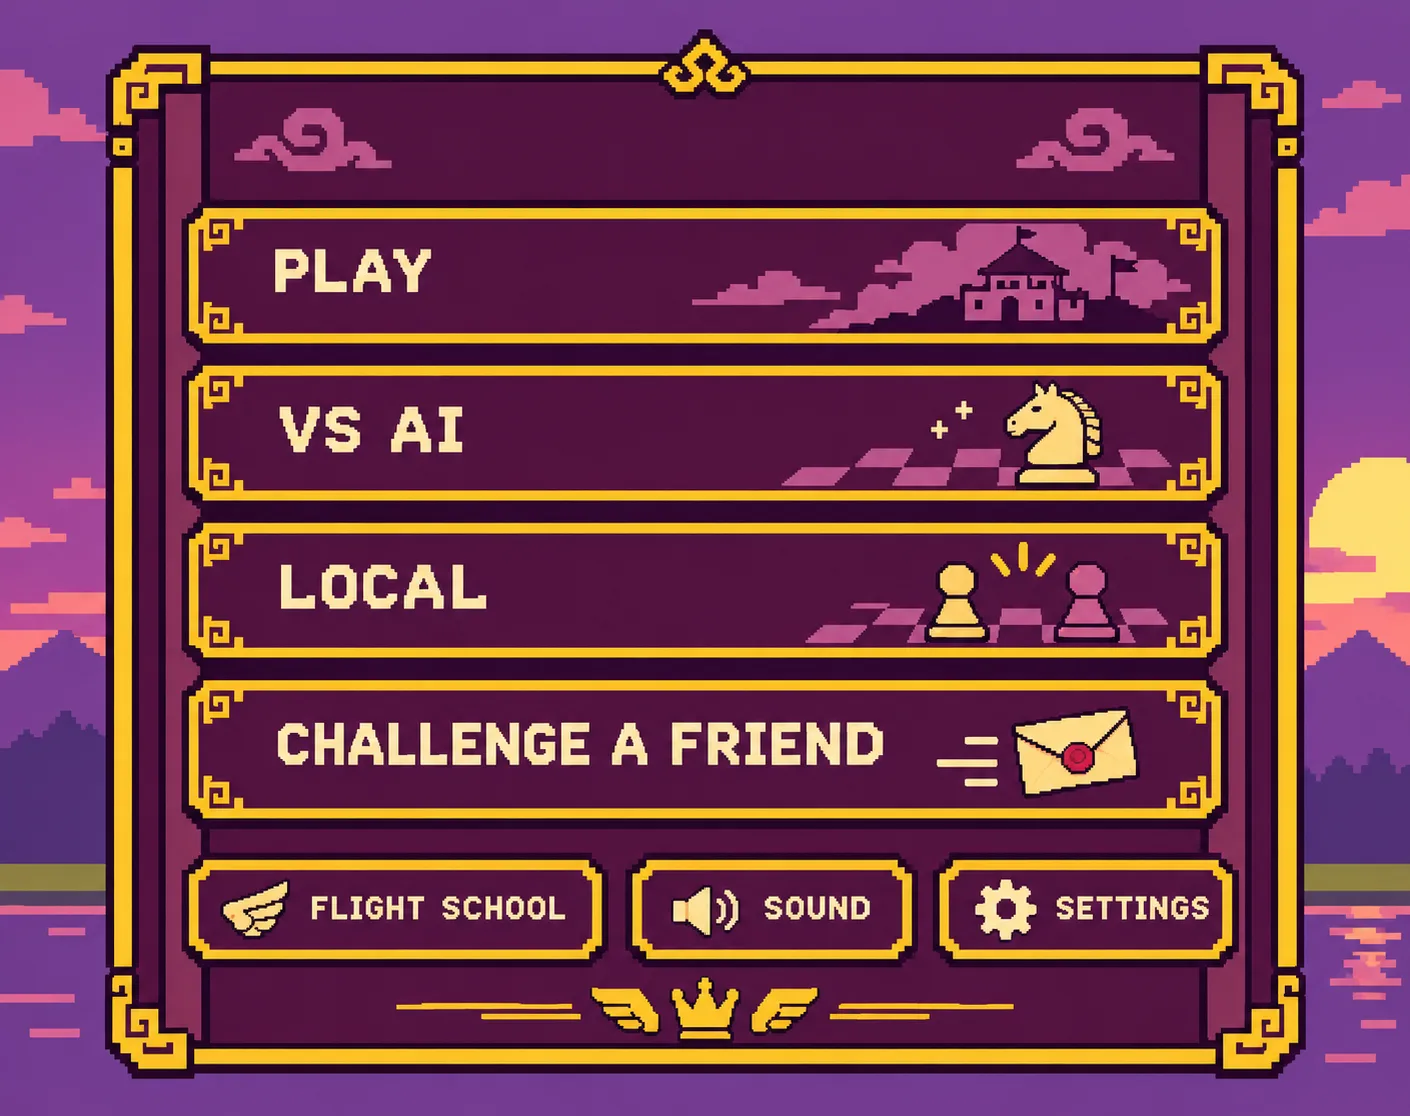 PLAY
VS AI
LOCAL
CHALLENGE A FRIEND
FLIGHT SCHOOL
SOUND
SETTINGS